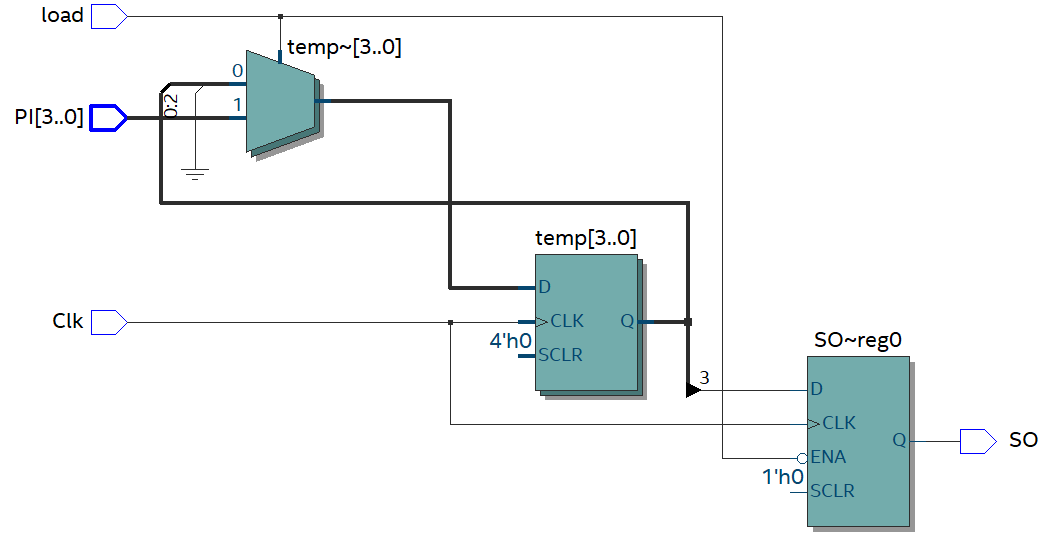 load
temp~[3..0]
0
0:2
1
PI[3..0]
temp[3..0]
D
Clk
CLK
Q
4'h0
SCLR
SO~reg0
3
D
CLK
Q
SO
ENA
1'h0
SCLR